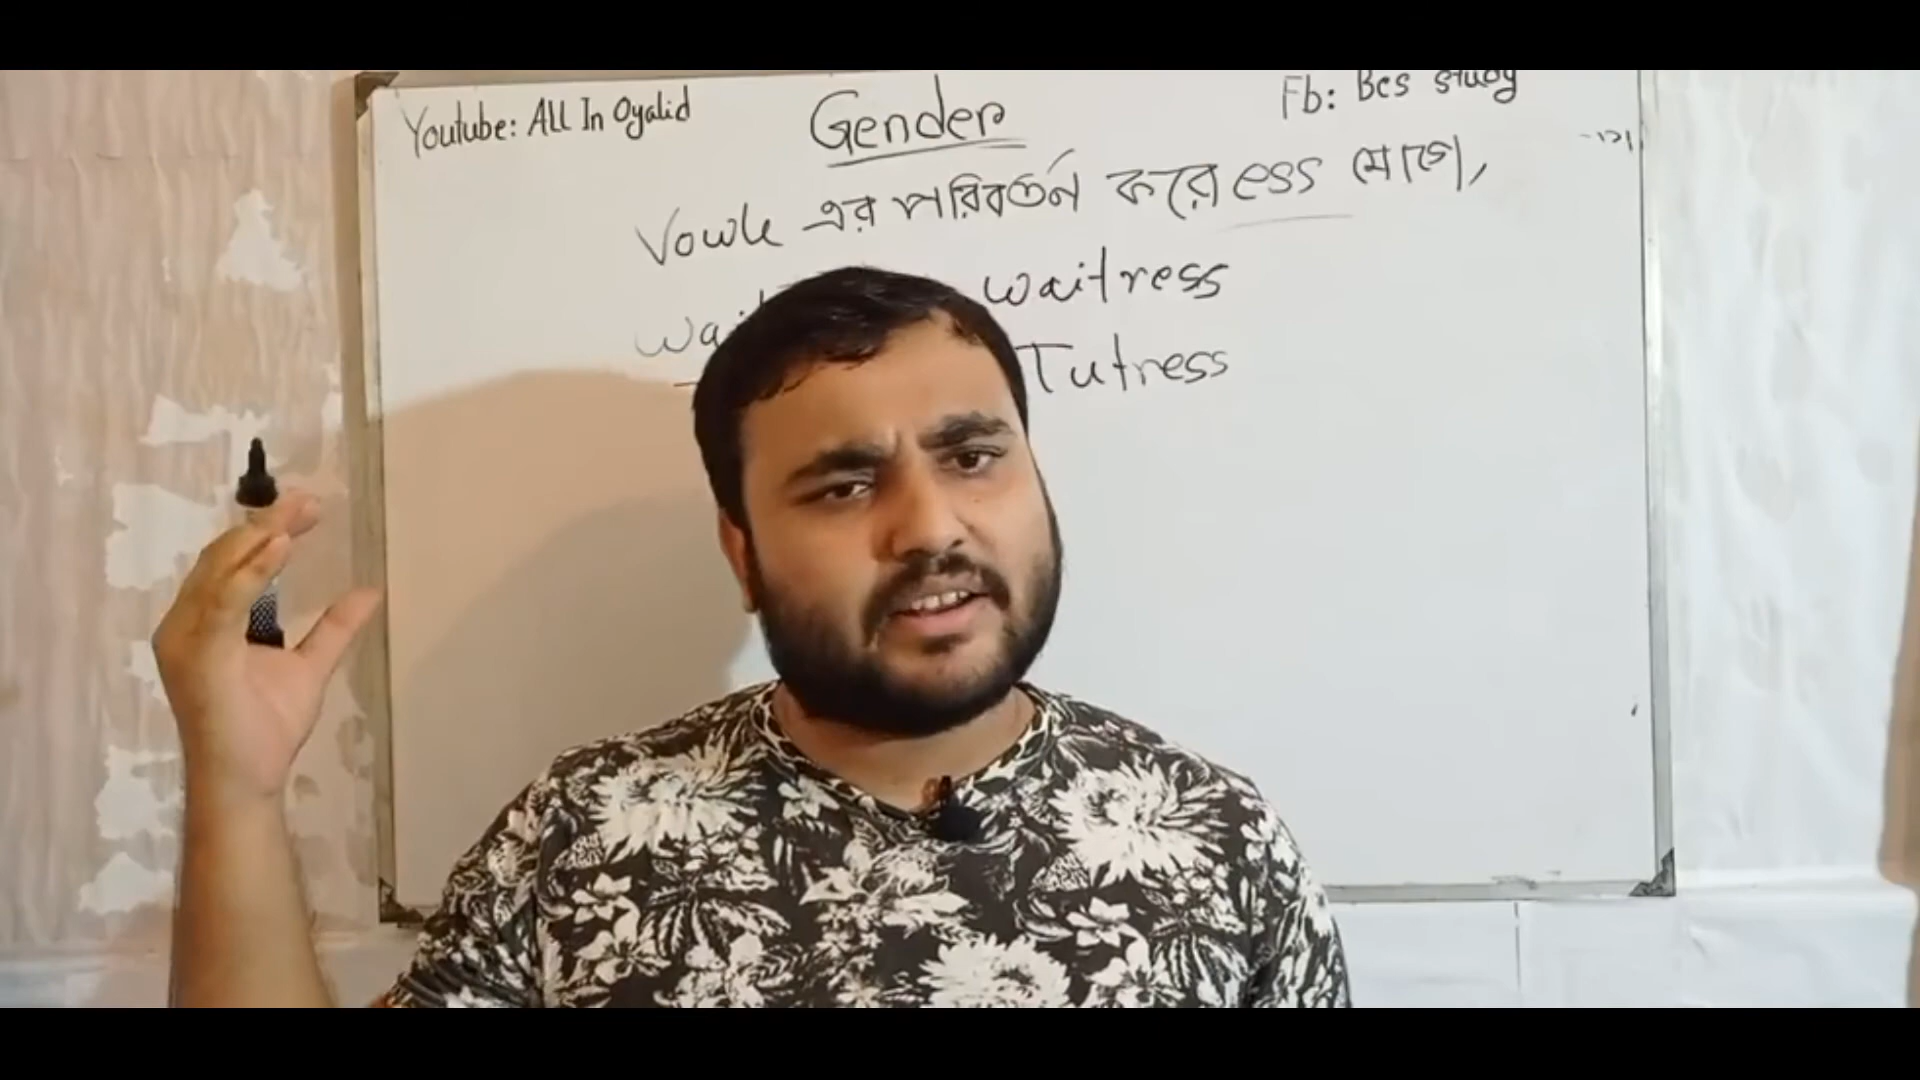 Youtube: All In Oyalid
Gender
Fb: Bcs study
Vowle এর পরিবর্তন করে ess যোগে,
waitress
Tutress